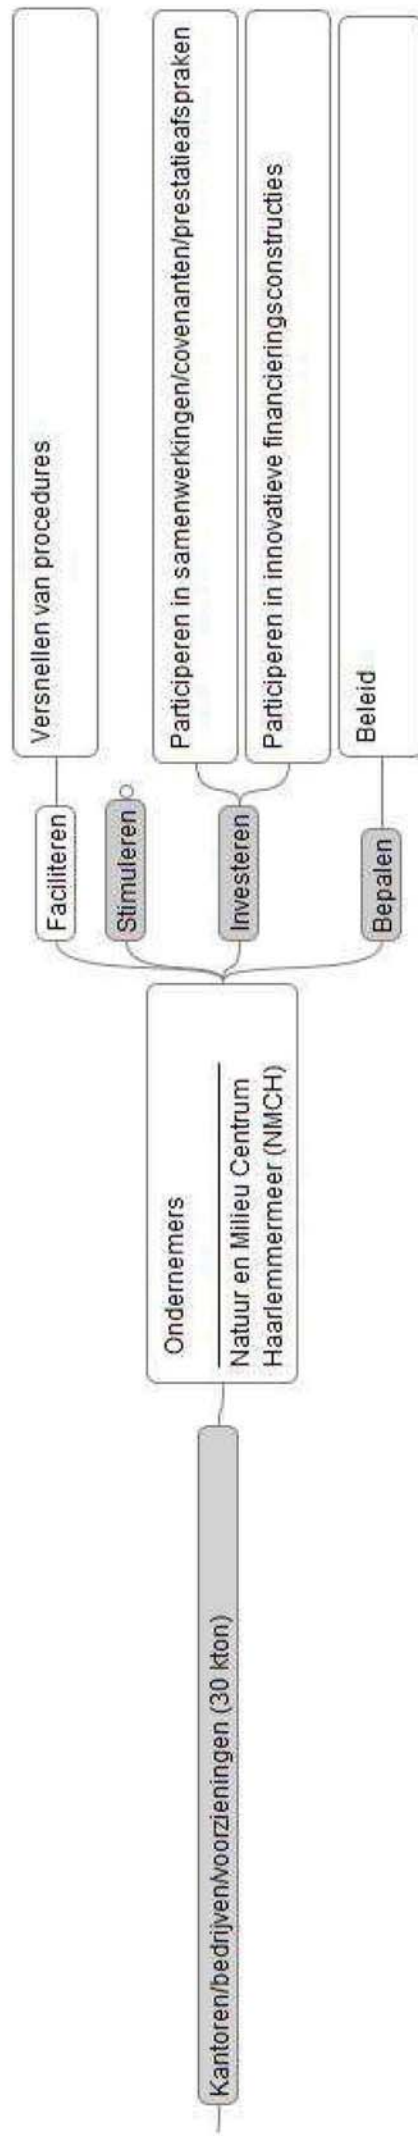 Kantoren/bedrijven/voorzieningen (30 kton)
Ondernemers
Natuur en Milieu Centrum
Haarlemmermeer (NMCH)
Faciliteren
Versnellen van procedures
Stimuleren
Investeren
Participeren in samenwerkingen/covenanten/prestatieafspraken
Participeren in innovatieve financieringsconstructies
Bepalen
Beleid